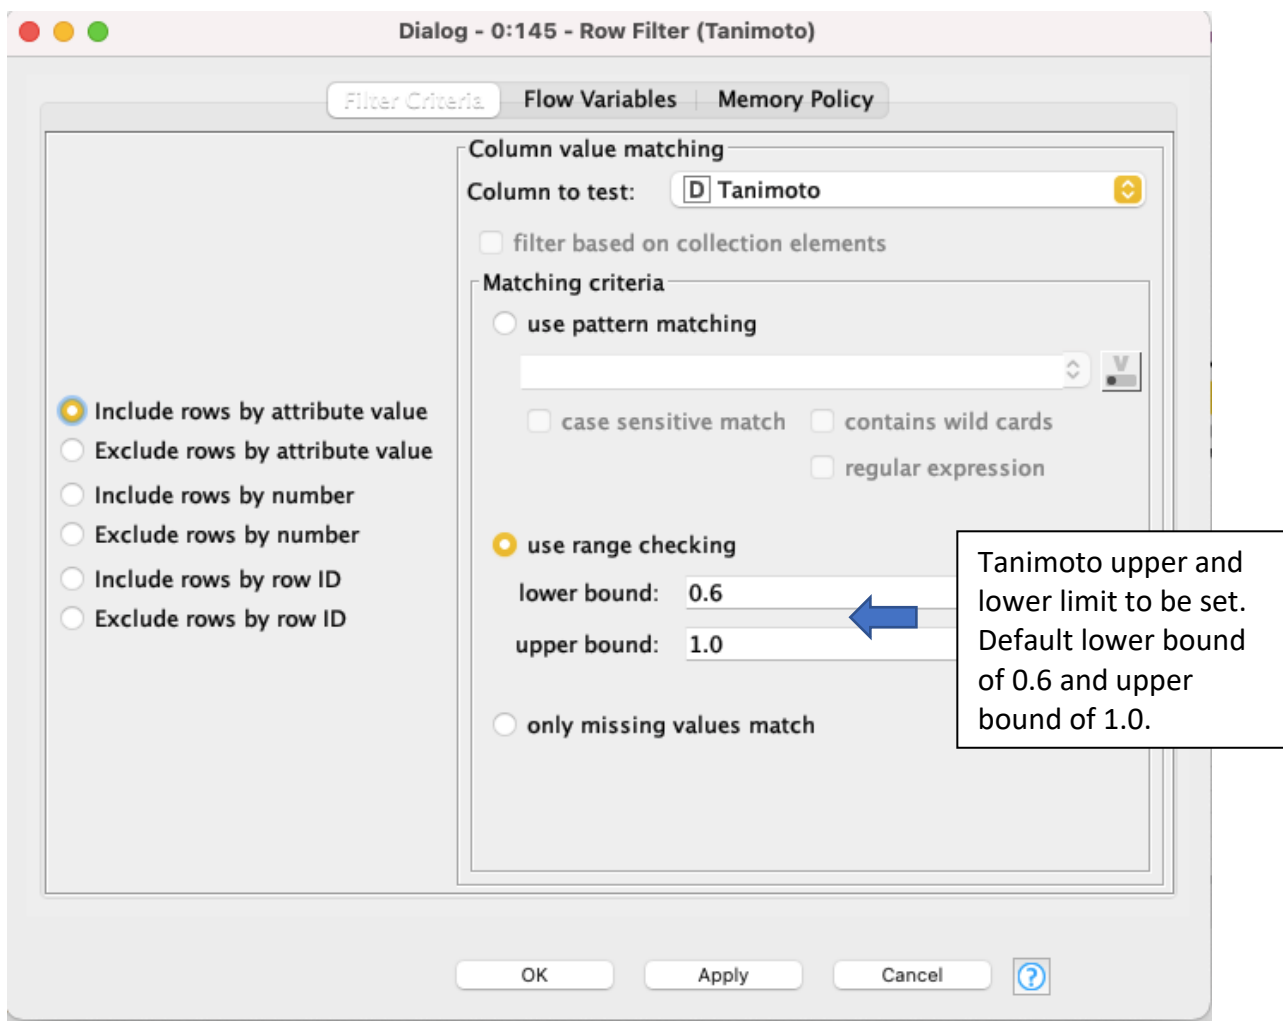 Dialog - 0:145 - Row Filter (Tanimoto)
Filter Criteria Flow Variables Memory Policy
Column value matching
Column to test: D Tanimoto
filter based on collection elements
Matching criteria
use pattern matching
V
case sensitive match contains wild cards
regular expression
Include rows by attribute value
Exclude rows by attribute value
Include rows by number
Exclude rows by number
Include rows by row ID
Exclude rows by row ID
use range checking
lower bound: 0.6
upper bound: 1.0
only missing values match
Tanimoto upper and
lower limit to be set.
Default lower bound
of 0.6 and upper
bound of 1.0.
OK Apply Cancel ?